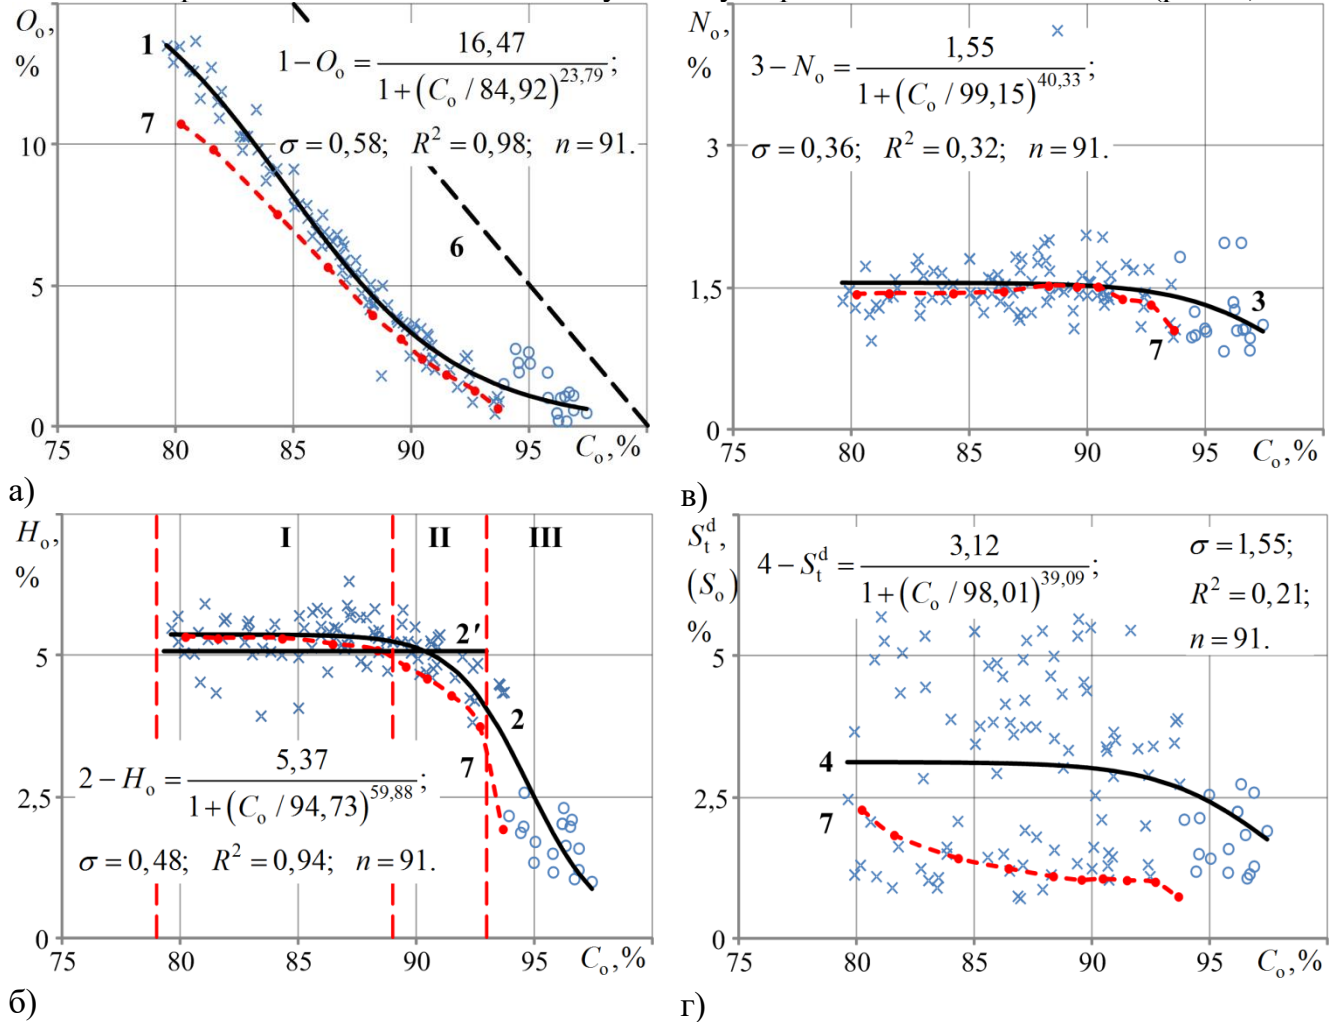 O₀, %
1
7
6
1 – O₀ = 16,47 / (1 + (C₀ / 84,92)^23,79);
σ = 0,58; R² = 0,98; n = 91.
10
5
0
75 80 85 90 95 C₀, %
а)
N₀, %
3 – N₀ = 1,55 / (1 + (C₀ / 99,15)^40,33);
σ = 0,36; R² = 0,32; n = 91.
3
1,5
0
3
7
75 80 85 90 95 C₀, %
в)
H₀, %
I II III
5
2,5
0
2′
2
7
2 – H₀ = 5,37 / (1 + (C₀ / 94,73)^59,88);
σ = 0,48; R² = 0,94; n = 91.
75 80 85 90 95 C₀, %
б)
S_t^d, (S₀) %
4 – S_t^d = 3,12 / (1 + (C₀ / 98,01)^39,09);
σ = 1,55;
R² = 0,21;
n = 91.
5
2,5
0
4
7
75 80 85 90 95 C₀, %
г)